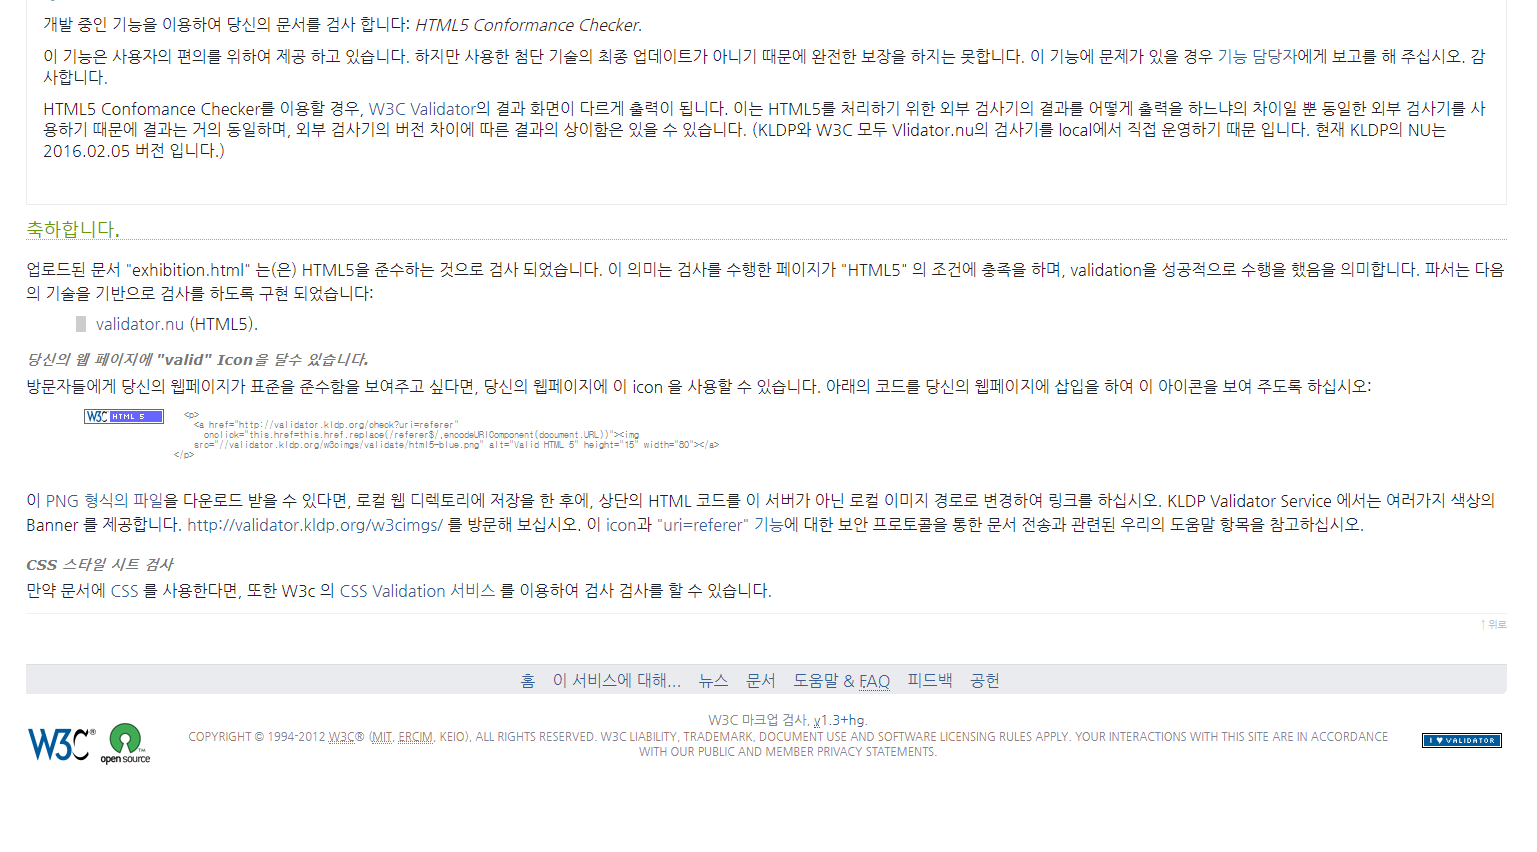 개발 중인 기능을 이용하여 당신의 문서를 검사 합니다: HTML5 Conformance Checker.
이 기능은 사용자의 편의를 위하여 제공 하고 있습니다. 하지만 사용한 첨단 기술의 최종 업데이트가 아니기 때문에 완전한 보장을 하지는 못합니다. 이 기능에 문제가 있을 경우 기능 담당자에게 보고를 해 주십시오. 감
사합니다.
HTML5 Confomance Checker를 이용할 경우, W3C Validator의 결과 화면이 다르게 출력이 됩니다. 이는 HTML5를 처리하기 위한 외부 검사기의 결과를 어떻게 출력을 하느냐의 차이일 뿐 동일한 외부 검사기를 사
용하기 때문에 결과는 거의 동일하며, 외부 검사기의 버전 차이에 따른 결과의 상이함은 있을 수 있습니다. (KLDP와 W3C 모두 Vlidator.nu의 검사기를 local에서 직접 운영하기 때문 입니다. 현재 KLDP의 NU는
2016.02.05 버전 입니다.)
축하합니다.
업로드된 문서 "exhibition.html" 는(은) HTML5을 준수하는 것으로 검사 되었습니다. 이 의미는 검사를 수행한 페이지가 "HTML5" 의 조건에 충족을 하며, validation을 성공적으로 수행을 했음을 의미합니다. 파서는 다음
의 기술을 기반으로 검사를 하도록 구현 되었습니다:
validator.nu (HTML5).
당신의 웹 페이지에 "valid" Icon을 달수 있습니다.
방문자들에게 당신의 웹페이지가 표준을 준수함을 보여주고 싶다면, 당신의 웹페이지에 이 icon 을 사용할 수 있습니다. 아래의 코드를 당신의 웹페이지에 삽입을 하여 이 아이콘을 보여 주도록 하십시오:
W3C HTML 5
<p>
<a href="http://validator.kldp.org/check?uri=referer"
onclick="this.href=this.href.replace(/referer$/,encodeURIComponent(document.URL))"><img
src="//validator.kldp.org/w3cimgs/validate/html5-blue.png" alt="Valid HTML 5" height="15" width="80"></a>
</p>
이 PNG 형식의 파일을 다운로드 받을 수 있다면, 로컬 웹 디렉토리에 저장을 한 후에, 상단의 HTML 코드를 이 서버가 아닌 로컬 이미지 경로로 변경하여 링크를 하십시오. KLDP Validator Service 에서는 여러가지 색상의
Banner 를 제공합니다. http://validator.kldp.org/w3cimgs/ 를 방문해 보십시오. 이 icon과 "uri=referer" 기능에 대한 보안 프로토콜을 통한 문서 전송과 관련된 우리의 도움말 항목을 참고하십시오.
CSS 스타일 시트 검사
만약 문서에 CSS 를 사용한다면, 또한 W3c 의 CSS Validation 서비스 를 이용하여 검사 검사를 할 수 있습니다.
↑ 위로
홈 이 서비스에 대해... 뉴스 문서 도움말 & FAQ 피드백 공헌
W3C® open source™
W3C 마크업 검사, v1.3+hg.
COPYRIGHT © 1994-2012 W3C® (MIT, ERCIM, KEIO), ALL RIGHTS RESERVED. W3C LIABILITY, TRADEMARK, DOCUMENT USE AND SOFTWARE LICENSING RULES APPLY. YOUR INTERACTIONS WITH THIS SITE ARE IN ACCORDANCE
WITH OUR PUBLIC AND MEMBER PRIVACY STATEMENTS.
I ♥ VALIDATOR